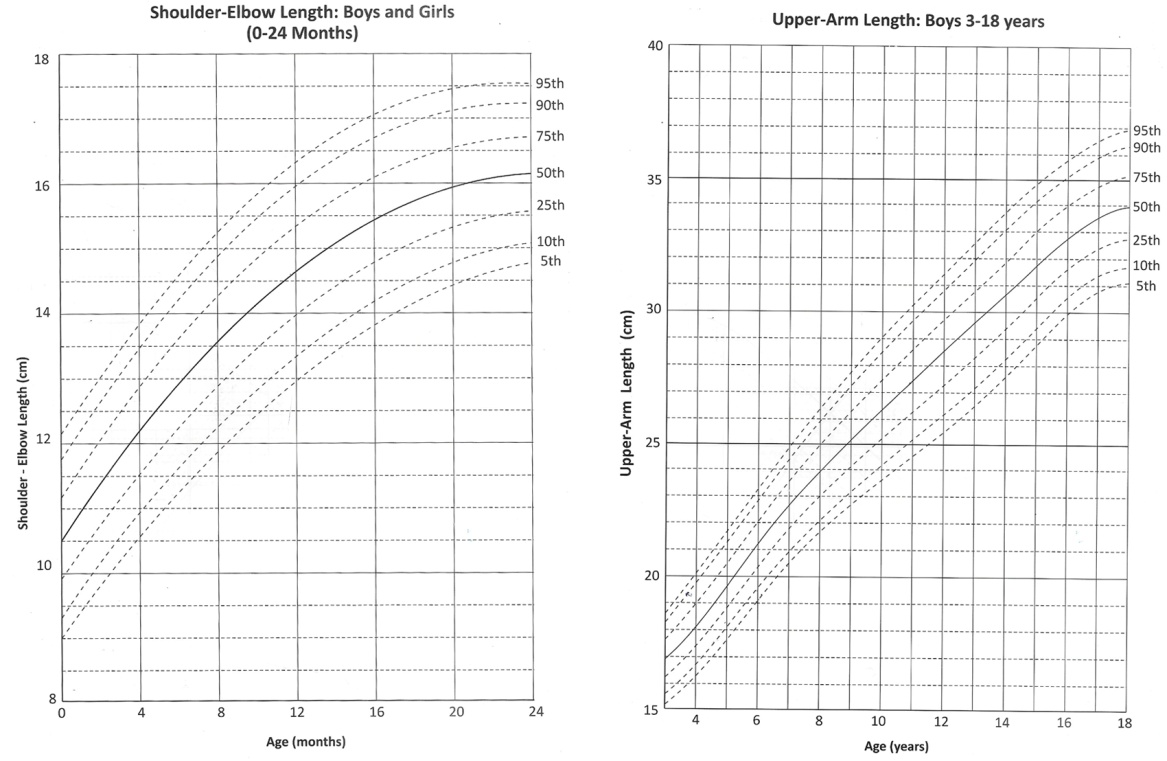 Shoulder-Elbow Length: Boys and Girls
(0-24 Months)
18
16
14
12
10
8
Shoulder - Elbow Length (cm)
95th
90th
75th
50th
25th
10th
5th
0 4 8 12 16 20 24
Age (months)
Upper-Arm Length: Boys 3-18 years
40
35
30
25
20
15
Upper-Arm Length (cm)
95th
90th
75th
50th
25th
10th
5th
4 6 8 10 12 14 16 18
Age (years)